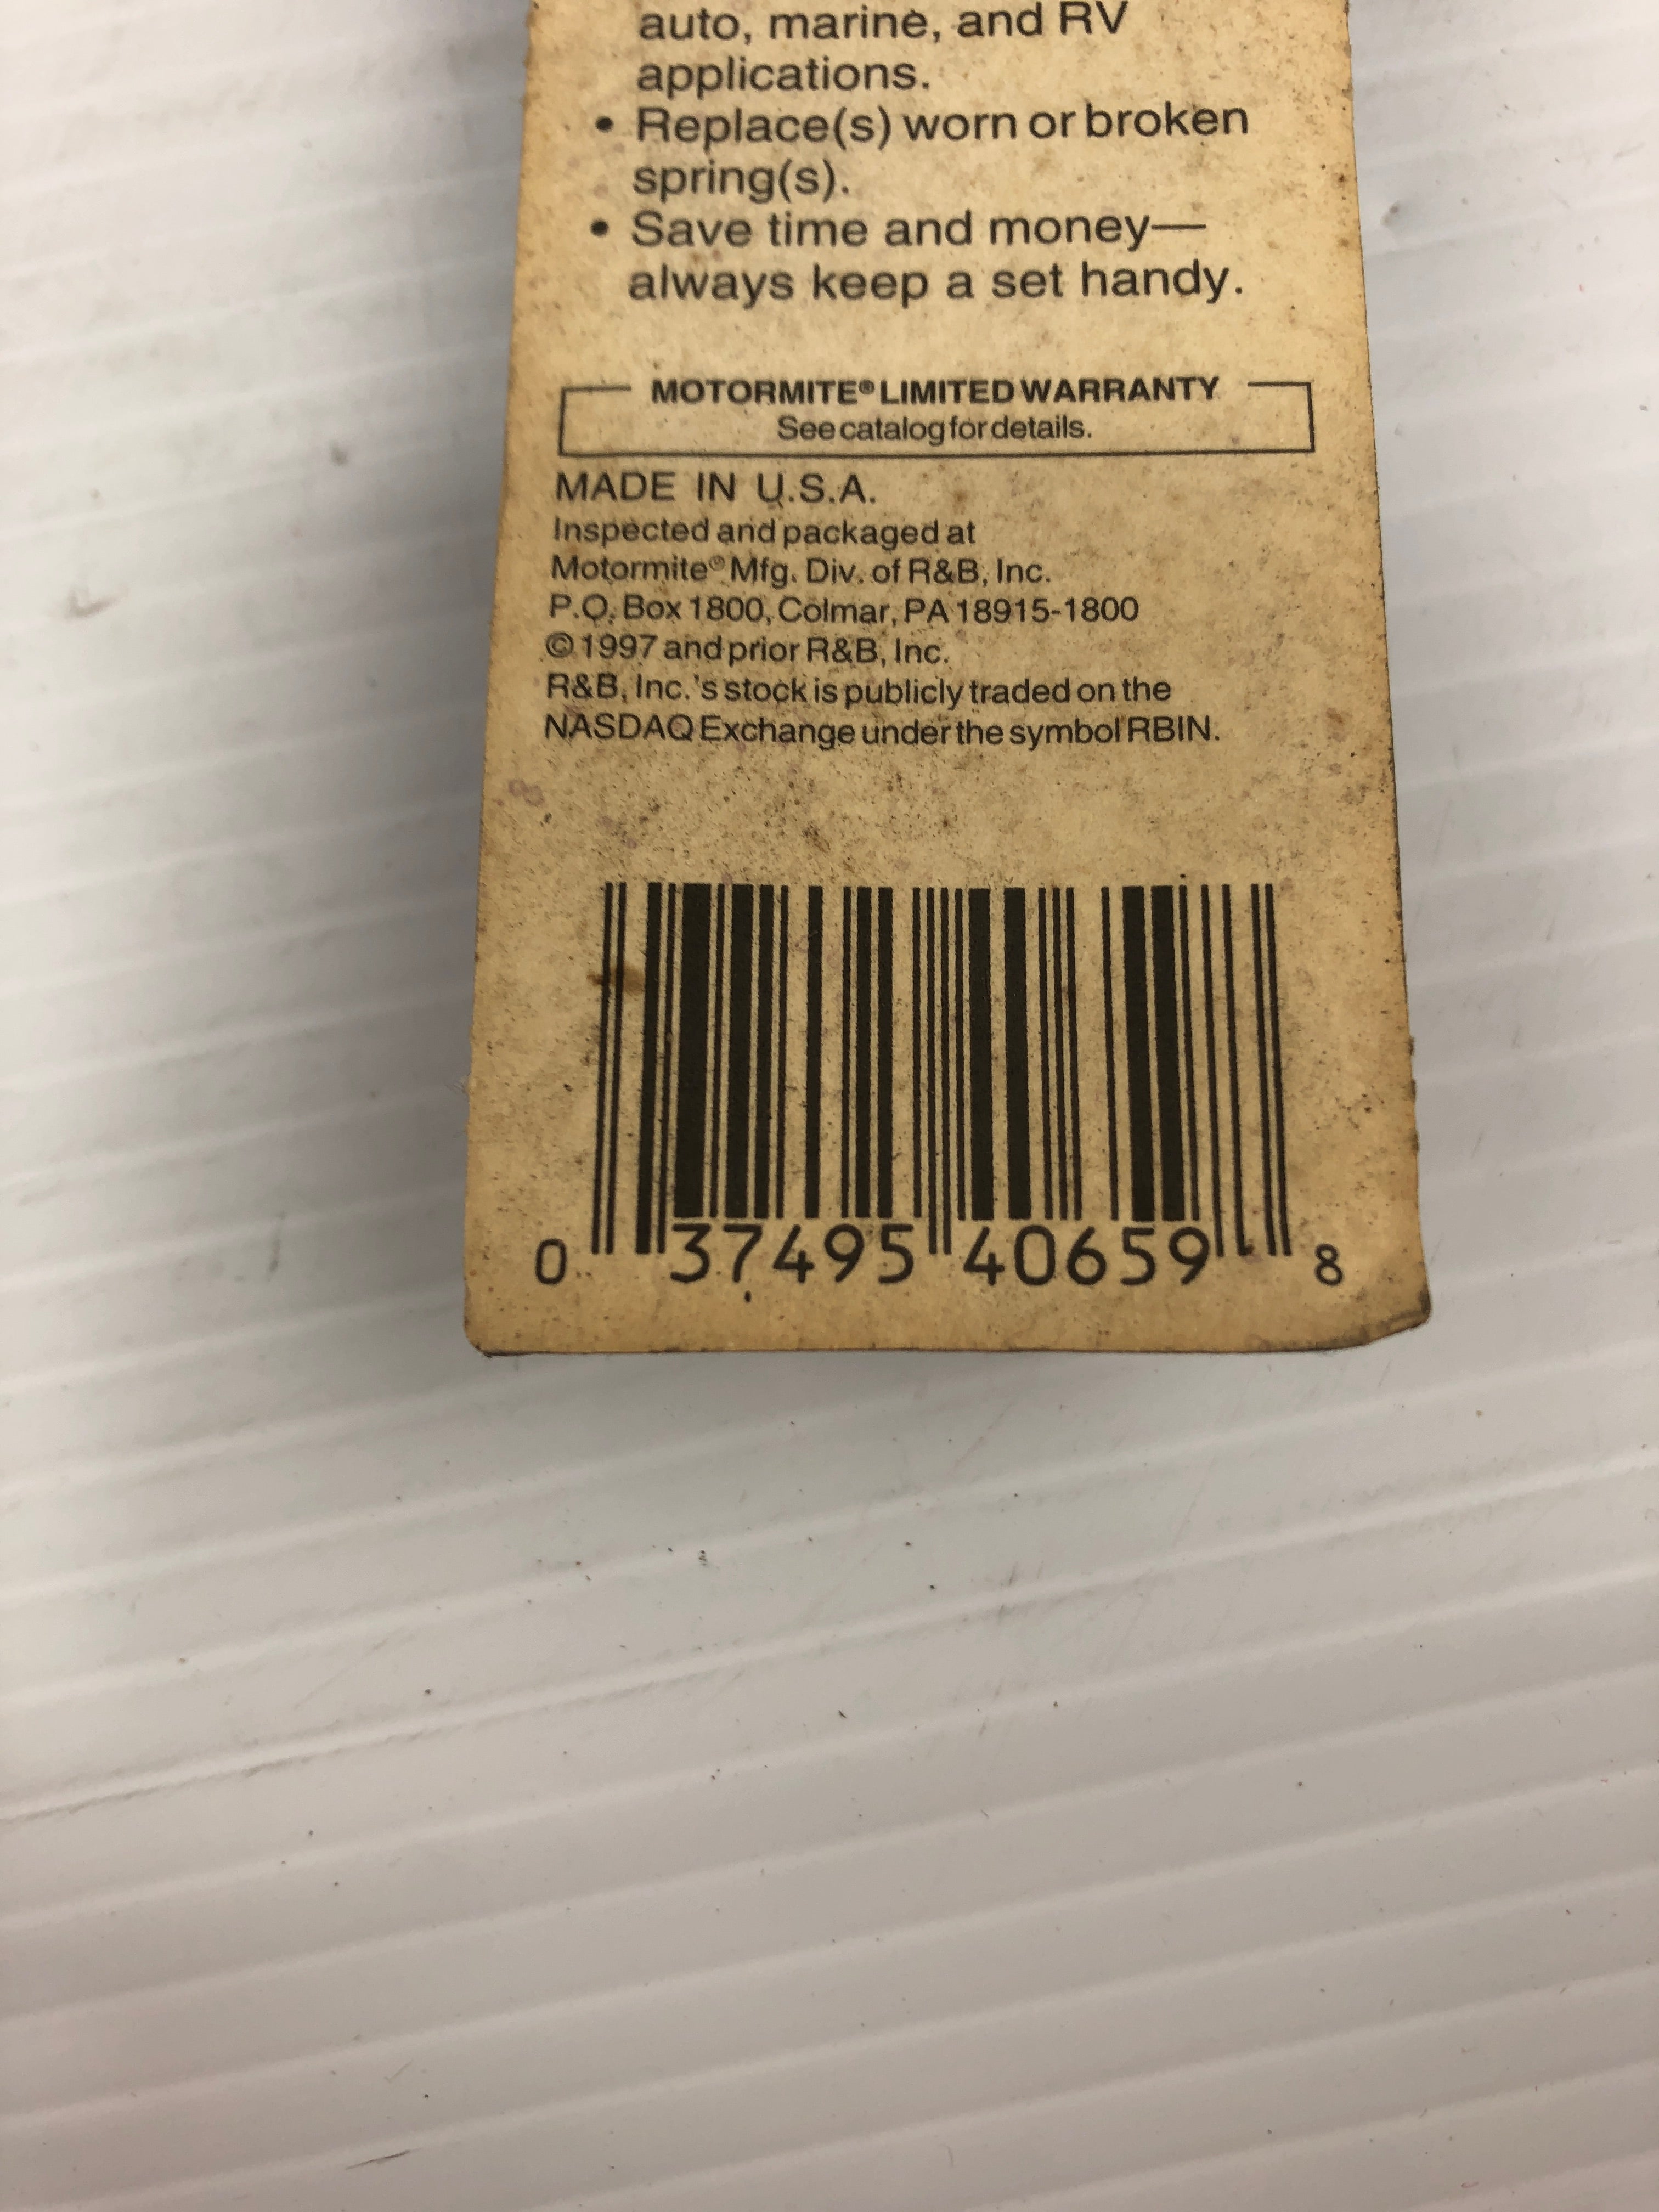 auto, marine, and RV
applications.
• Replace(s) worn or broken
spring(s).
• Save time and money—
always keep a set handy.
MOTORMITE® LIMITED WARRANTY
See catalog for details.
MADE IN U.S.A.
Inspected and packaged at
Motormite® Mfg. Div. of R&B, Inc.
P.O. Box 1800, Colmar, PA 18915-1800
© 1997 and prior R&B, Inc.
R&B, Inc.'s stock is publicly traded on the
NASDAQ Exchange under the symbol RBIN.
0 37495 40659 8